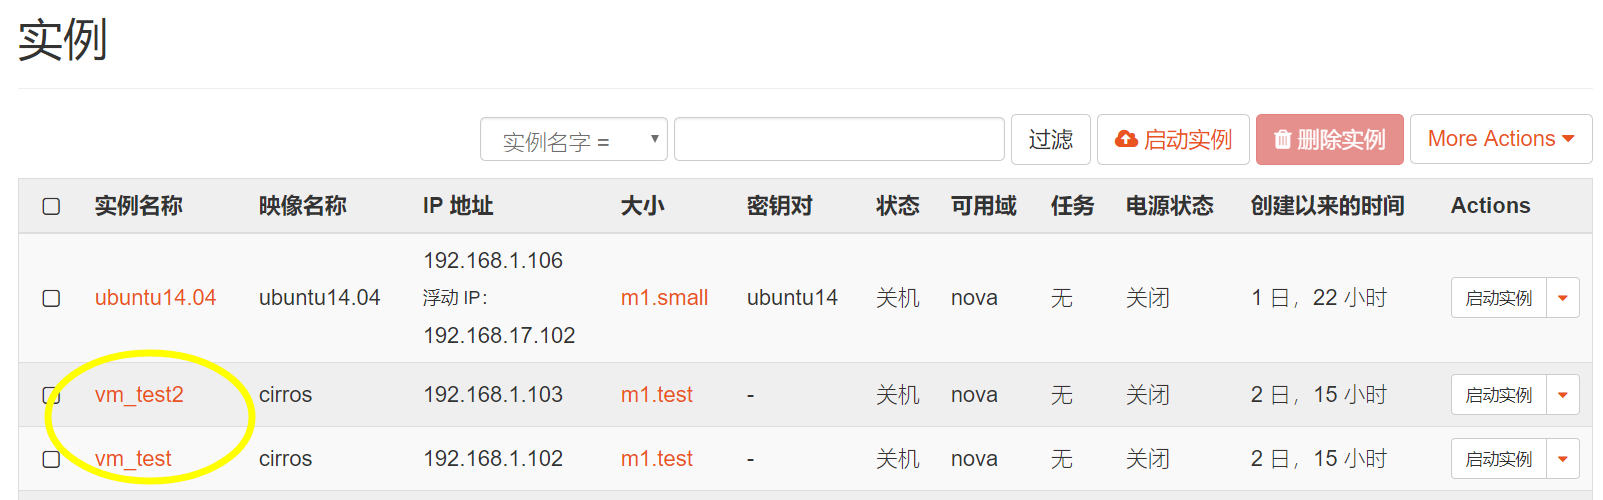 实例
实例名字 = 过滤 启动实例 删除实例 More Actions
实例名称 映像名称 IP 地址 大小 密钥对 状态 可用域 任务 电源状态 创建以来的时间 Actions
192.168.1.106
ubuntu14.04 ubuntu14.04 浮动 IP: m1.small ubuntu14 关机 nova 无 关闭 1 日，22 小时 启动实例
192.168.17.102
vm_test2 cirros 192.168.1.103 m1.test - 关机 nova 无 关闭 2 日，15 小时 启动实例
vm_test cirros 192.168.1.102 m1.test - 关机 nova 无 关闭 2 日，15 小时 启动实例